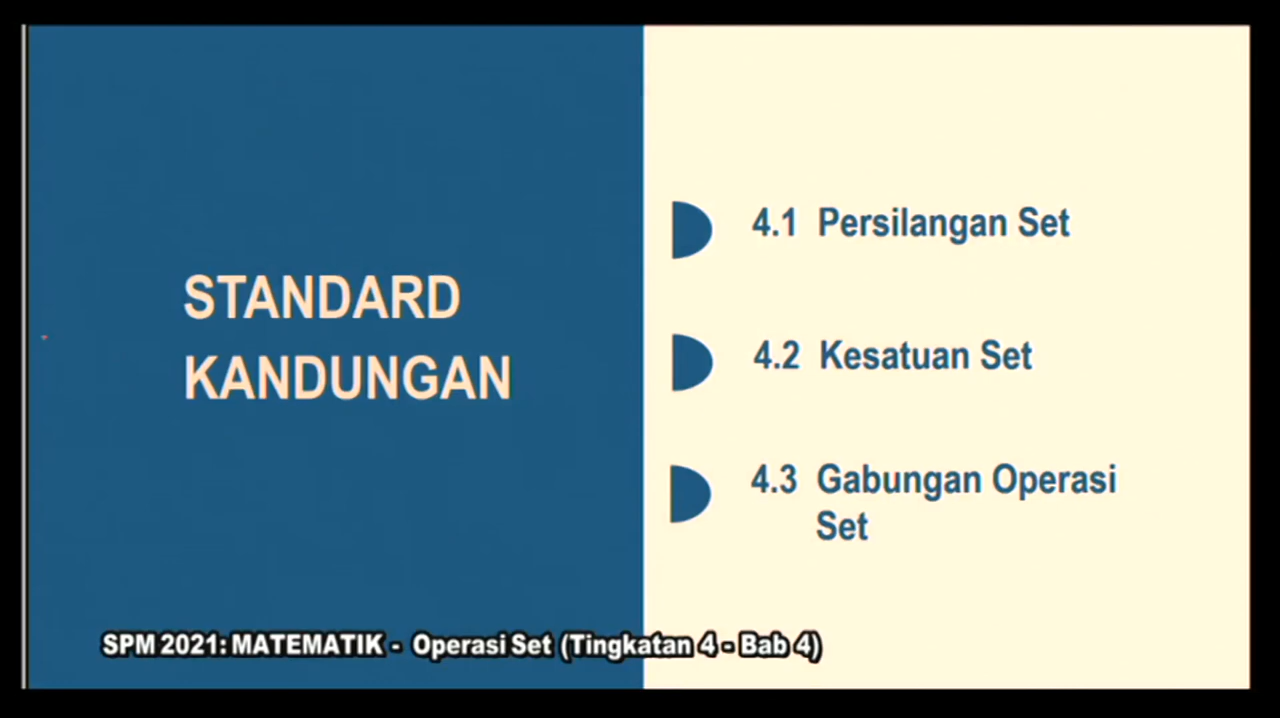 STANDARD
KANDUNGAN
4.1 Persilangan Set
4.2 Kesatuan Set
4.3 Gabungan Operasi
Set
SPM 2021: MATEMATIK - Operasi Set (Tingkatan 4 - Bab 4)